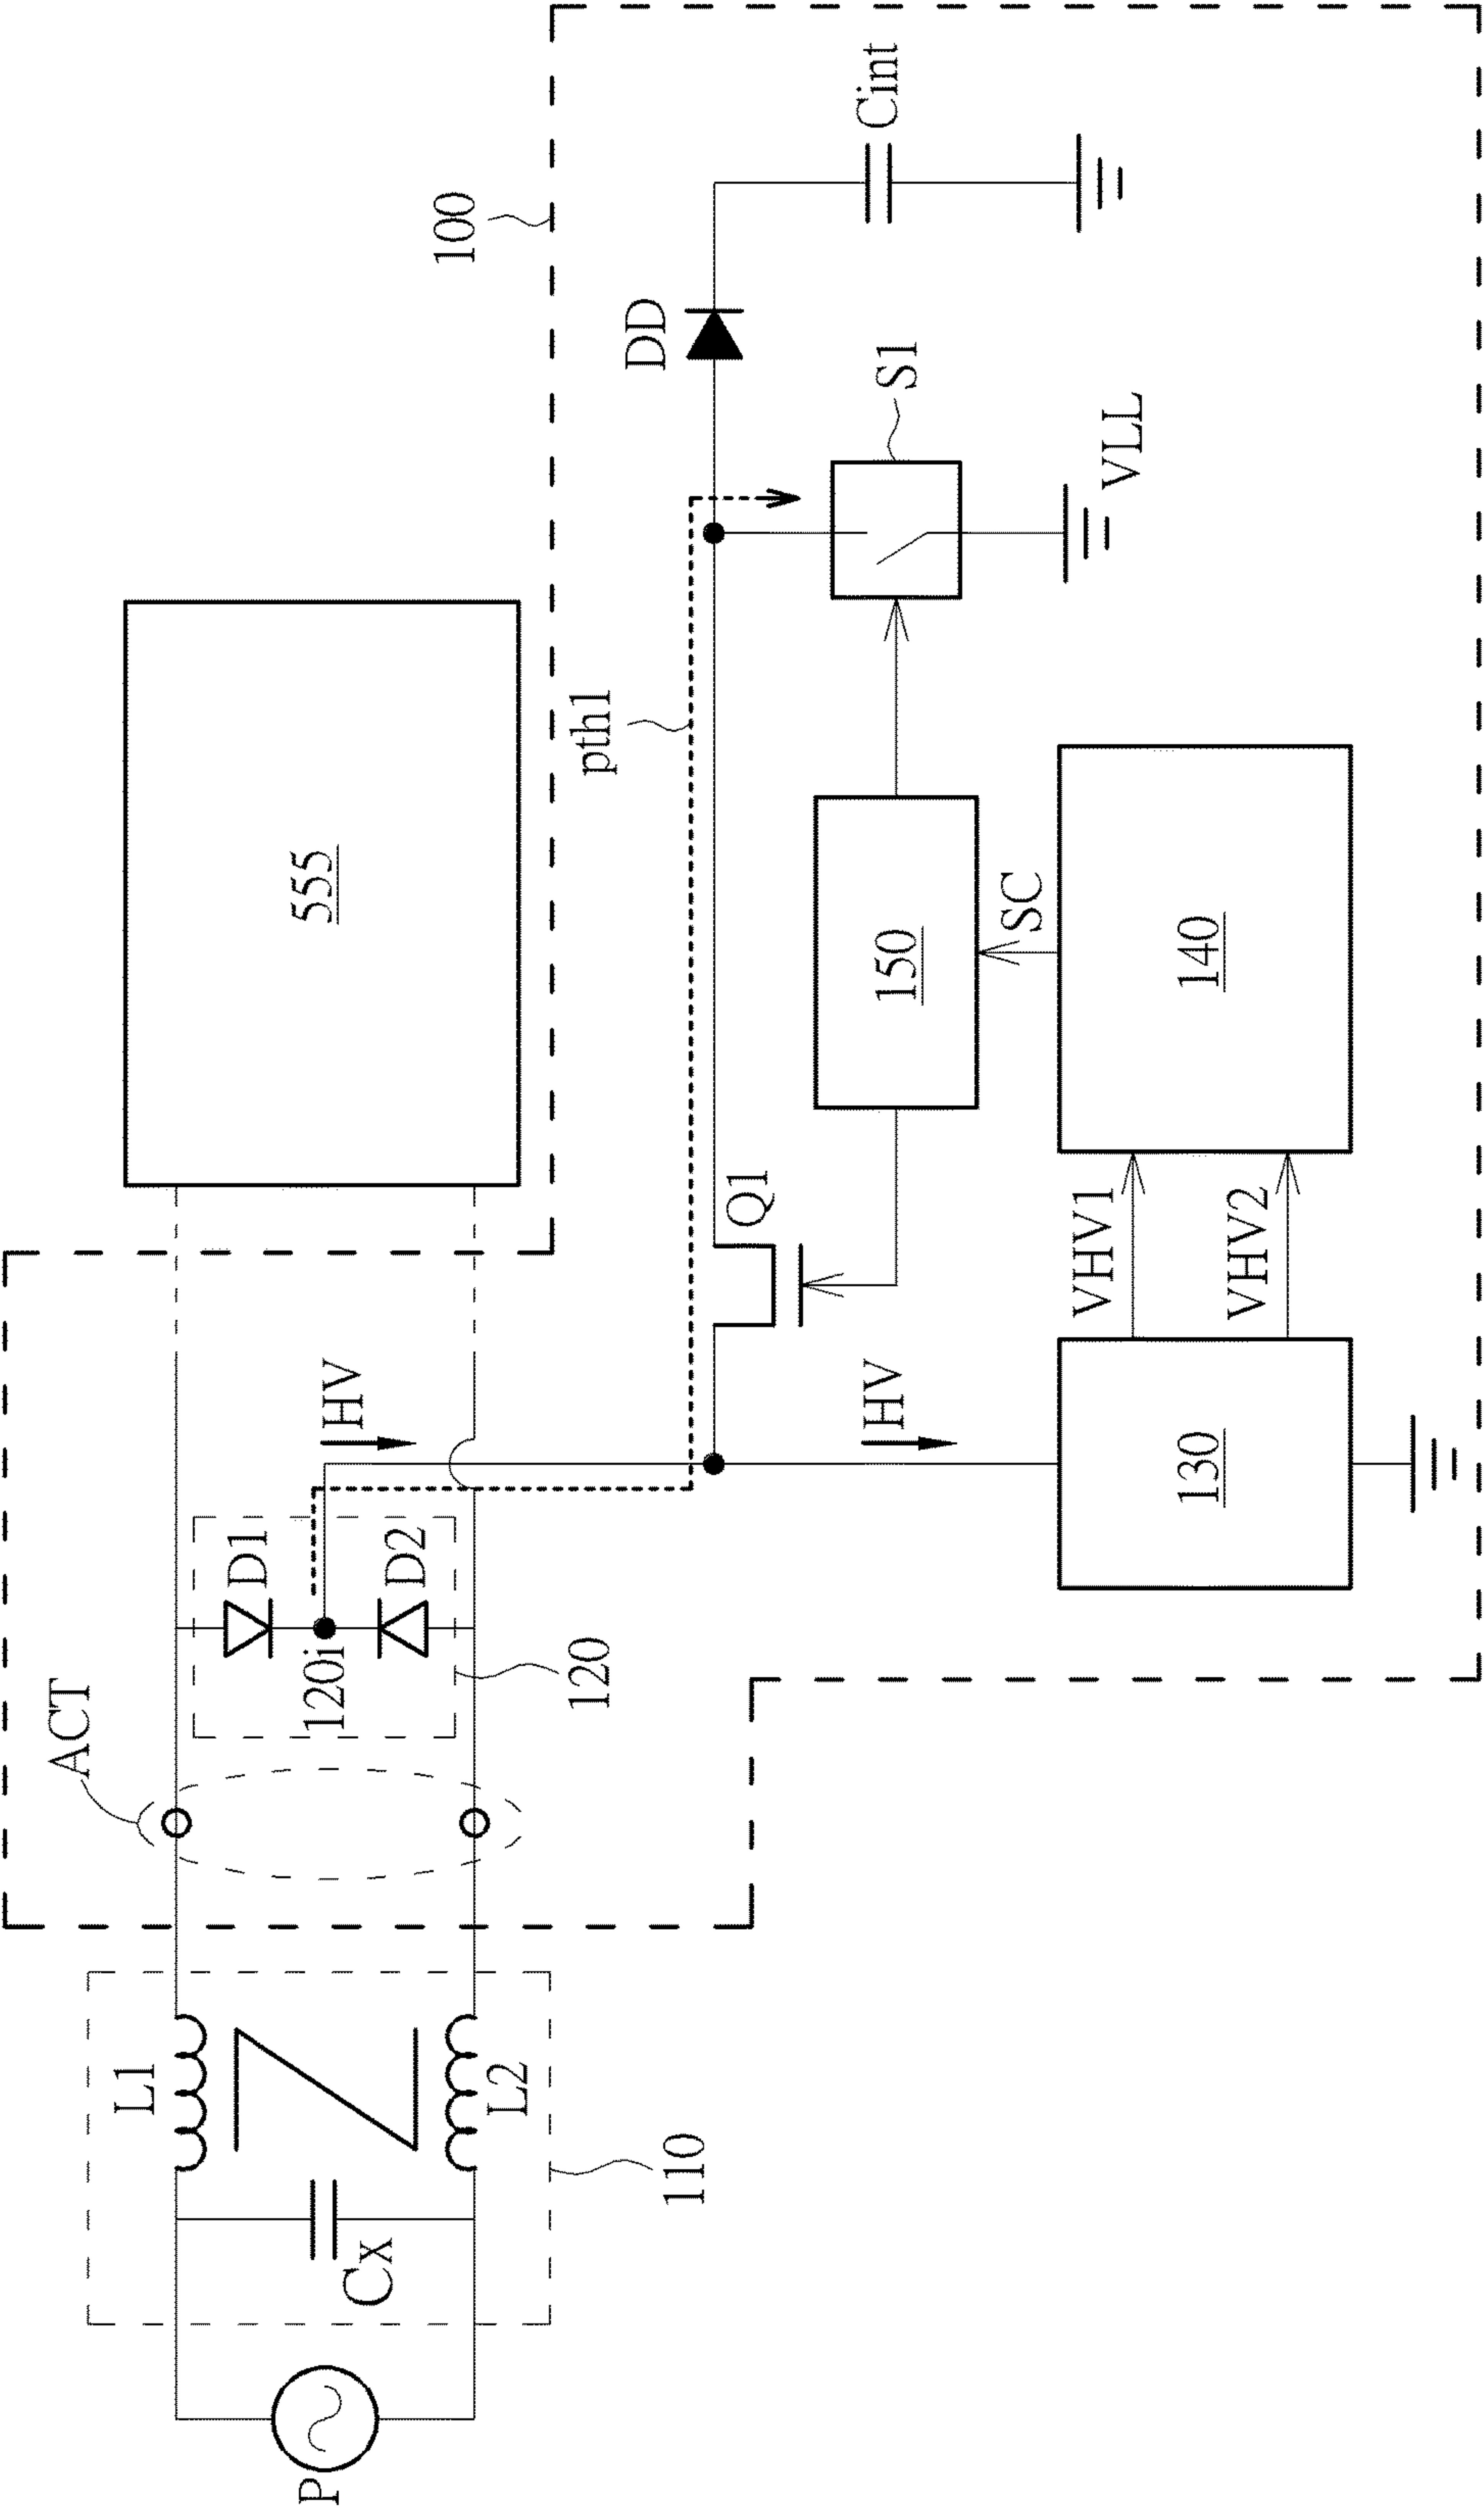 P
110
Cx
L1
L2
ACT
120
120i
D1
D2
HV
HV
130
VHV1
VHV2
140
SC
150
Q1
pth1
555
100
S1
VLL
DD
Cint